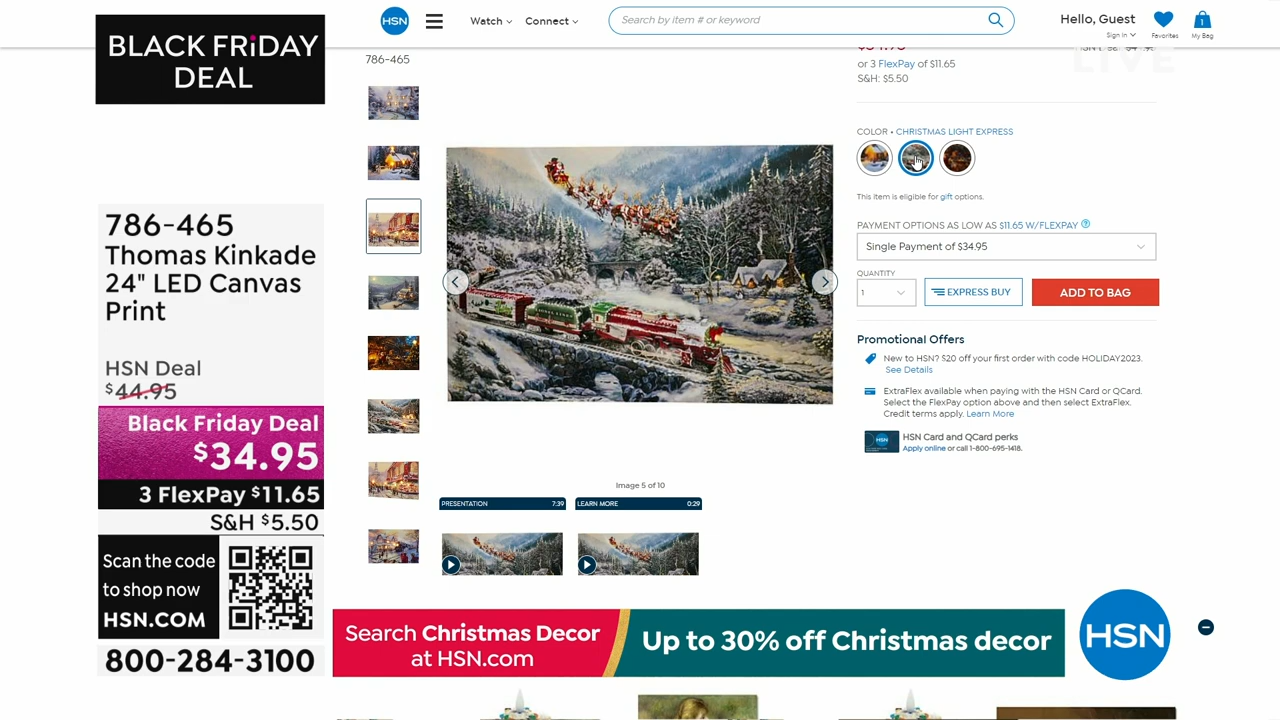 BLACK FRiDAY
DEAL
HSN
Watch
Connect
Search by item # or keyword
Hello, Guest
Sign In
Favorites
1
My Bag
LIVE
786-465
or 3 FlexPay of $11.65
S&H: $5.50
COLOR • CHRISTMAS LIGHT EXPRESS
This item is eligible for gift options.
PAYMENT OPTIONS AS LOW AS $11.65 W/FLEXPAY
Single Payment of $34.95
QUANTITY
1
EXPRESS BUY
ADD TO BAG
Promotional Offers
New to HSN? $20 off your first order with code HOLIDAY2023.
See Details
ExtraFlex available when paying with the HSN Card or QCard.
Select the FlexPay option above and then select ExtraFlex.
Credit terms apply. Learn More
HSN
HSN Card and QCard perks
Apply online or call 1-800-695-1418.
Image 5 of 10
PRESENTATION 7:39
LEARN MORE 0:29
786-465
Thomas Kinkade
24" LED Canvas
Print
HSN Deal
$44.95
Black Friday Deal
$34.95
3 FlexPay $11.65
S&H $5.50
Scan the code
to shop now
HSN.COM
800-284-3100
Search Christmas Decor
at HSN.com
Up to 30% off Christmas decor
HSN